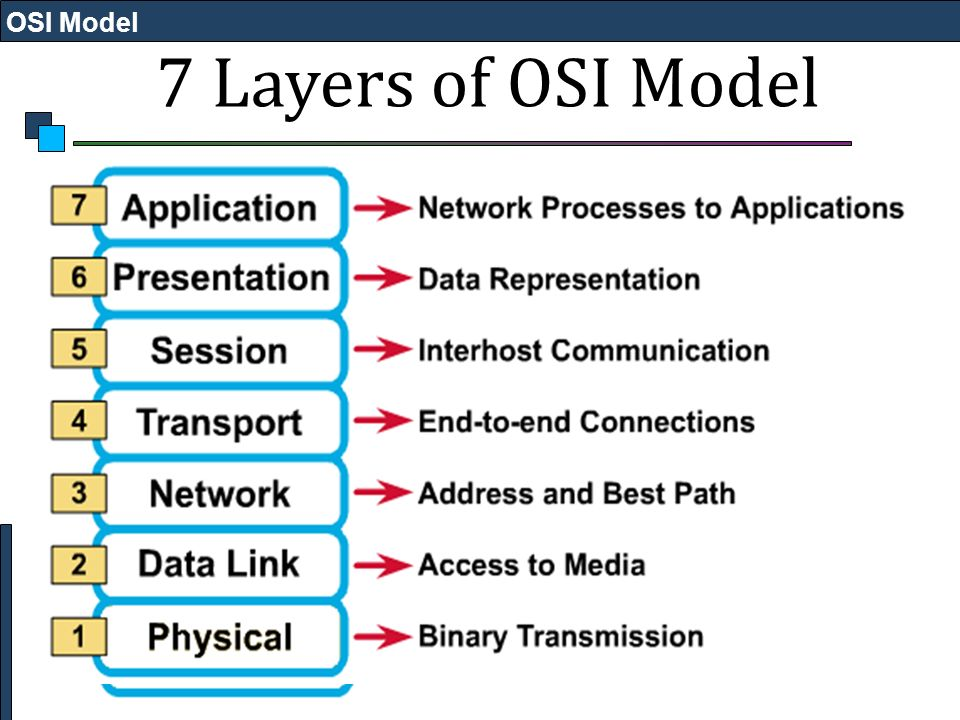 OSI Model
7 Layers of OSI Model
7 Application Network Processes to Applications
6 Presentation Data Representation
5 Session Interhost Communication
4 Transport End-to-end Connections
3 Network Address and Best Path
2 Data Link Access to Media
1 Physical Binary Transmission